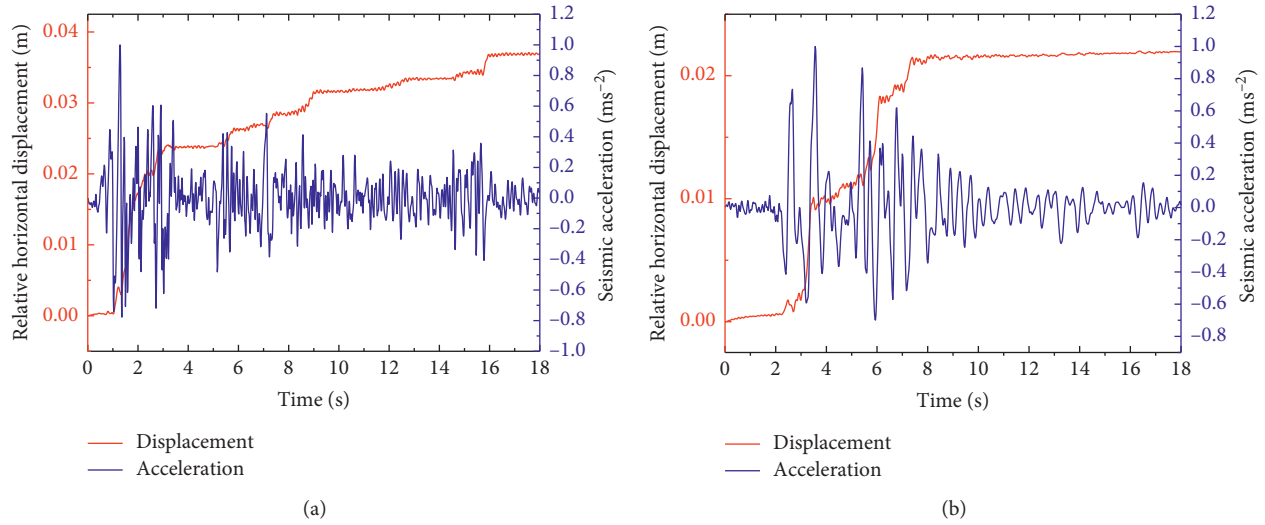 Relative horizontal displacement (m)
0.04
0.03
0.02
0.01
0.00
1.2
1.0
0.8
0.6
0.4
0.2
0.0
−0.2
−0.4
−0.6
−0.8
−1.0
Seismic acceleration (ms−2)
0 2 4 6 8 10 12 14 16 18
Time (s)
Displacement
Acceleration
(a)
Relative horizontal displacement (m)
0.02
0.01
0.00
1.2
1.0
0.8
0.6
0.4
0.2
0.0
−0.2
−0.4
−0.6
−0.8
Seismic acceleration (ms−2)
0 2 4 6 8 10 12 14 16 18
Time (s)
Displacement
Acceleration
(b)